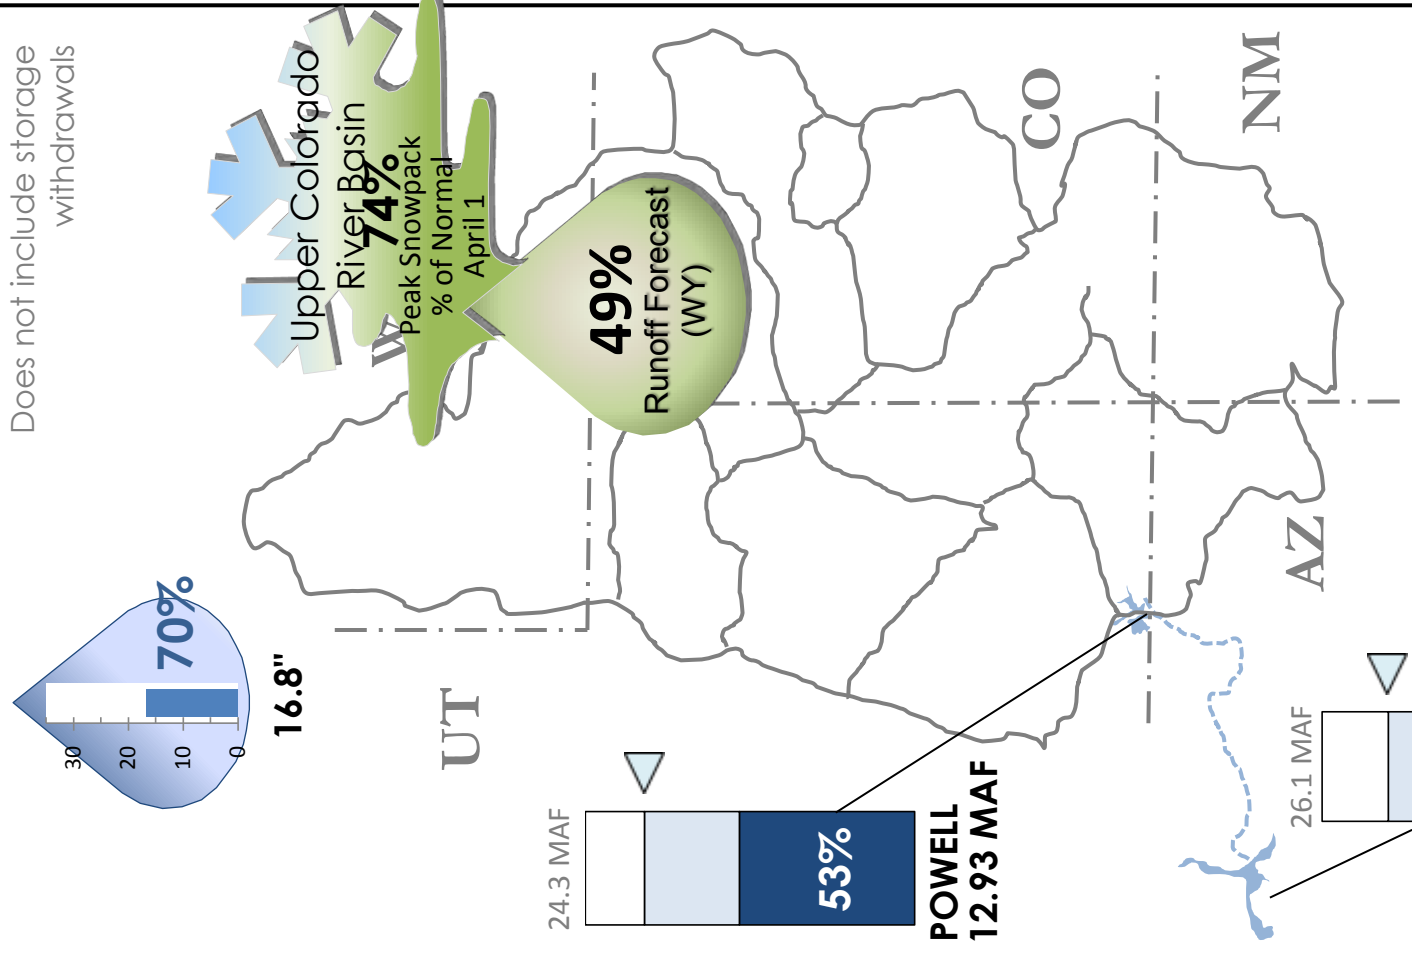 Does not include storage
withdrawals
Upper Colorado
River Basin
74%
Peak Snowpack
% of Normal
April 1
49%
Runoff Forecast
(WY)
CO
NM
UT
AZ
30
20
10
0
70%
16.8"
24.3 MAF
53%
POWELL
12.93 MAF
26.1 MAF